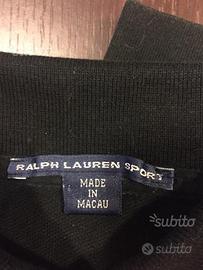 RALPH LAUREN SPORT
MADE
IN
MACAU
subito
subito